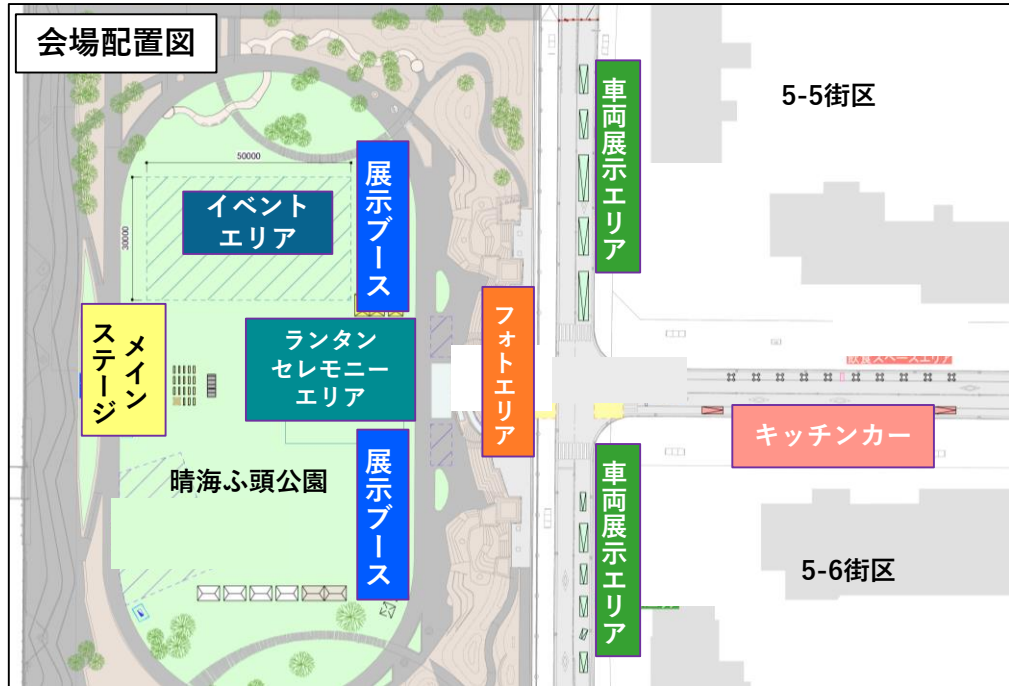 会場配置図
5-5街区
50000
30000
イベント
エリア
展示ブース
車両展示エリア
メイン
ステージ
ランタン
セレモニー
エリア
フォトエリア
キッチンカー
晴海ふ頭公園
展示ブース
車両展示エリア
5-6街区